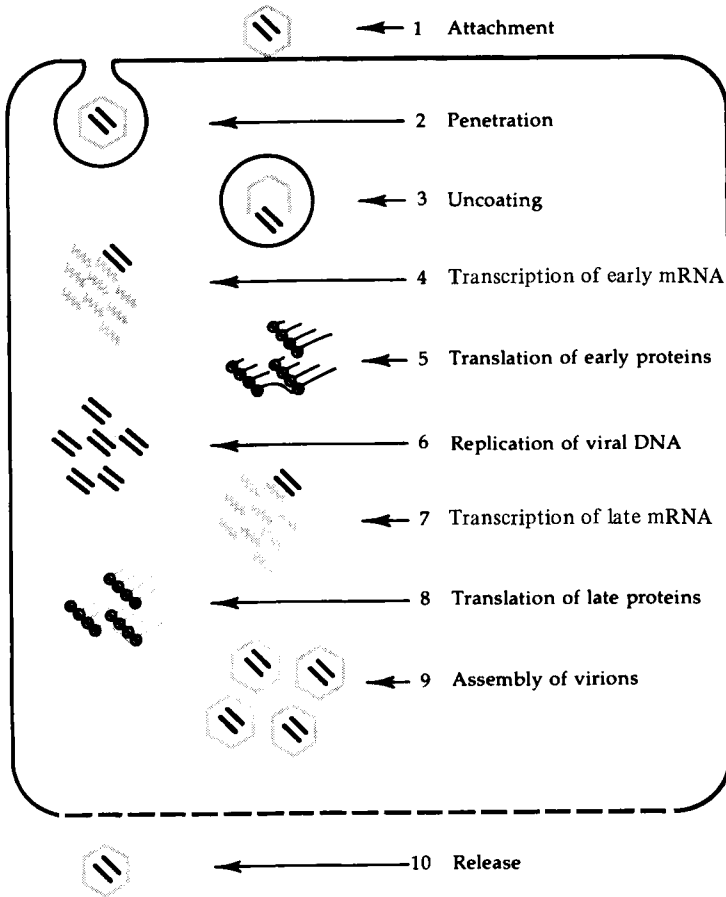 1 Attachment
2 Penetration
3 Uncoating
4 Transcription of early mRNA
5 Translation of early proteins
6 Replication of viral DNA
7 Transcription of late mRNA
8 Translation of late proteins
9 Assembly of virions
10 Release